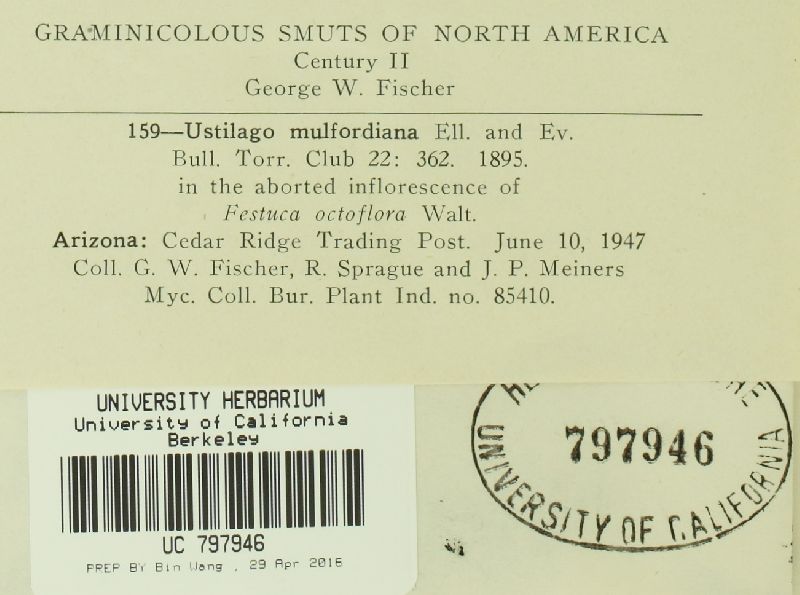 GRAMINICOLOUS SMUTS OF NORTH AMERICA
Century II
George W. Fischer
159—Ustilago mulfordiana Ell. and Ev.
Bull. Torr. Club 22: 362. 1895.
in the aborted inflorescence of
Festuca octoflora Walt.
Arizona: Cedar Ridge Trading Post. June 10, 1947
Coll. G. W. Fischer, R. Sprague and J. P. Meiners
Myc. Coll. Bur. Plant Ind. no. 85410.
UNIVERSITY HERBARIUM
University of California
Berkeley
UC 797946
PREP BY Bin Wang , 29 Apr 2016
797946
UNIVERSITY OF CALIFORNIA